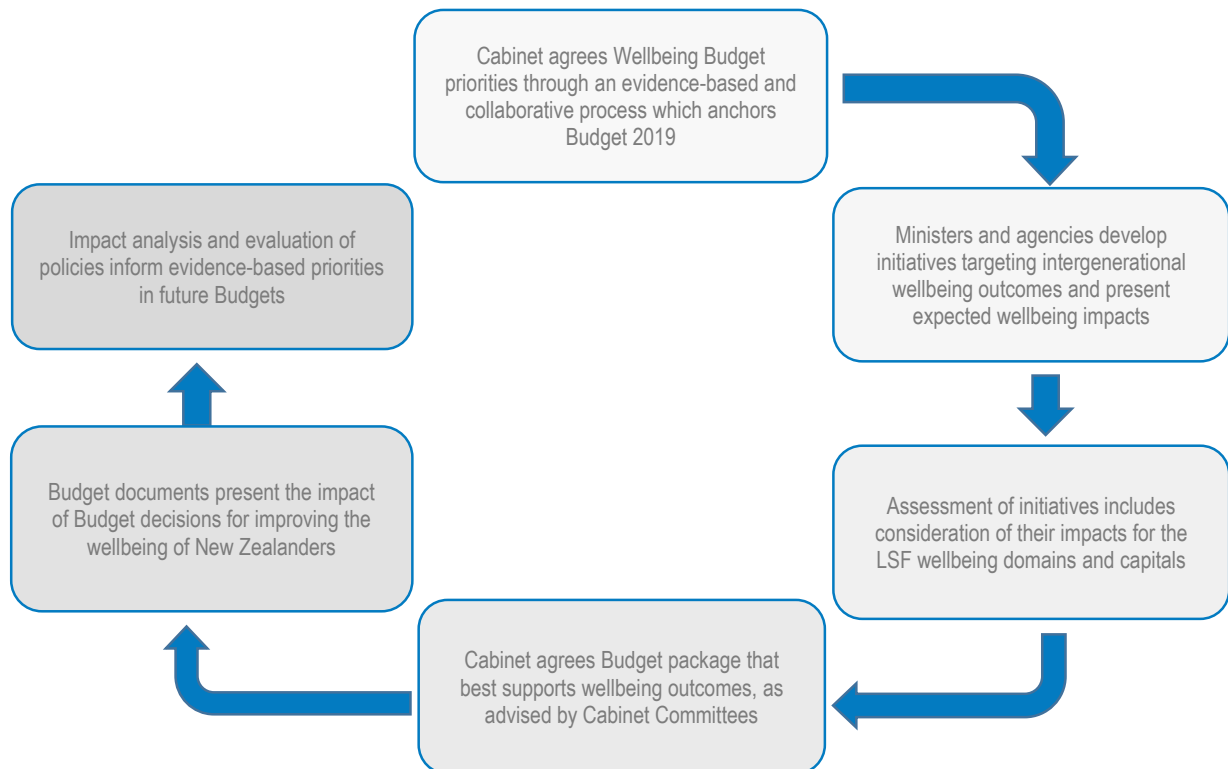 Cabinet agrees Wellbeing Budget
priorities through an evidence-based and
collaborative process which anchors
Budget 2019
Ministers and agencies develop
initiatives targeting intergenerational
wellbeing outcomes and present
expected wellbeing impacts
Assessment of initiatives includes
consideration of their impacts for the
LSF wellbeing domains and capitals
Cabinet agrees Budget package that
best supports wellbeing outcomes, as
advised by Cabinet Committees
Budget documents present the impact
of Budget decisions for improving the
wellbeing of New Zealanders
Impact analysis and evaluation of
policies inform evidence-based priorities
in future Budgets